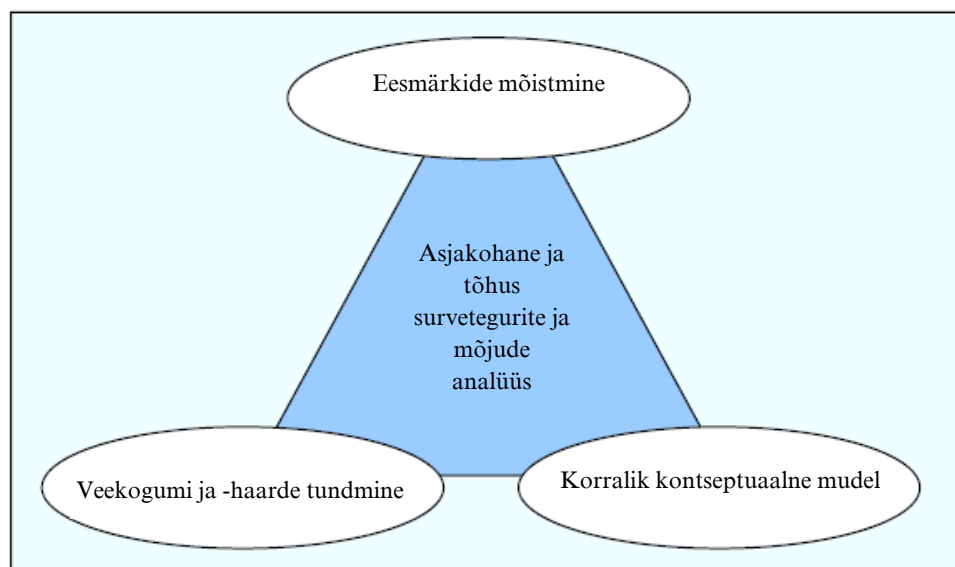 Eesmärkide mõistmine
Asjakohane ja
tõhus
survetegurite ja
mõjude
analüüs
Veekogumi ja -haarde tundmine
Korralik kontseptuaalne mudel